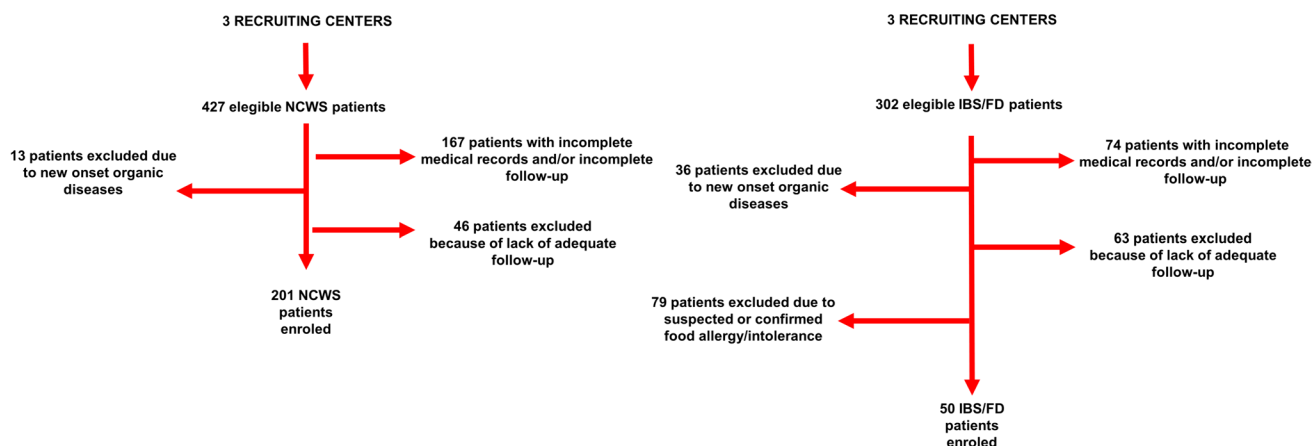 3 RECRUITING CENTERS
427 elegible NCWS patients
167 patients with incomplete
medical records and/or incomplete
follow-up
13 patients excluded due
to new onset organic
diseases
46 patients excluded
because of lack of adequate
follow-up
201 NCWS
patients
enroled
3 RECRUITING CENTERS
302 elegible IBS/FD patients
74 patients with incomplete
medical records and/or incomplete
follow-up
36 patients excluded due
to new onset organic
diseases
63 patients excluded
because of lack of adequate
follow-up
79 patients excluded due to
suspected or confirmed
food allergy/intolerance
50 IBS/FD
patients
enroled